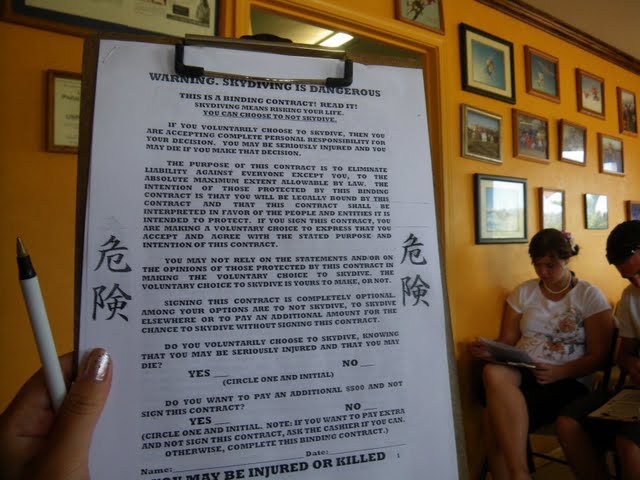 WARNING. SKYDIVING IS DANGEROUS
THIS IS A BINDING CONTRACT! READ IT!
SKYDIVING MEANS RISKING YOUR LIFE.
YOU CAN CHOOSE TO NOT SKYDIVE.
IF YOU VOLUNTARILY CHOOSE TO SKYDIVE, THEN YOU
ARE ACCEPTING COMPLETE PERSONAL RESPONSIBILITY FOR
YOUR DECISION. YOU MAY BE SERIOUSLY INJURED AND YOU
MAY DIE IF YOU MAKE THAT DECISION.
THE PURPOSE OF THIS CONTRACT IS TO ELIMINATE
LIABILITY AGAINST EVERYONE EXCEPT YOU, TO THE
ABSOLUTE MAXIMUM EXTENT ALLOWABLE BY LAW. THE
INTENTION OF THOSE PROTECTED BY THIS BINDING
CONTRACT IS THAT YOU WILL BE LEGALLY BOUND BY THIS
CONTRACT AND THAT THIS CONTRACT SHALL BE
INTERPRETED IN FAVOR OF THE PEOPLE AND ENTITIES IT IS
INTENDED TO PROTECT. IF YOU SIGN THIS CONTRACT, YOU
ARE MAKING A VOLUNTARY CHOICE TO EXPRESS THAT YOU
ACCEPT AND AGREE WITH THE STATED PURPOSE AND
INTENTION OF THIS CONTRACT.
危険
危険
YOU MAY NOT RELY ON THE STATEMENTS AND/OR ON
THE OPINIONS OF THOSE PROTECTED BY THIS CONTRACT IN
MAKING THE VOLUNTARY CHOICE TO SKYDIVE. THE
VOLUNTARY CHOICE TO SKYDIVE IS YOURS TO MAKE, OR NOT.
SIGNING THIS CONTRACT IS COMPLETELY OPTIONAL
AMONG YOUR OPTIONS ARE TO NOT SKYDIVE, TO SKYDIVE
ELSEWHERE OR TO PAY AN ADDITIONAL AMOUNT FOR THE
CHANCE TO SKYDIVE WITHOUT SIGNING THIS CONTRACT.
DO YOU VOLUNTARILY CHOOSE TO SKYDIVE, KNOWING
THAT YOU MAY BE SERIOUSLY INJURED AND THAT YOU MAY
DIE?
YES ___ NO ___
(CIRCLE ONE AND INITIAL)
DO YOU WANT TO PAY AN ADDITIONAL $500 AND NOT
SIGN THIS CONTRACT?
YES ___ NO ___
(CIRCLE ONE AND INITIAL. NOTE: IF YOU WANT TO PAY EXTRA
AND NOT SIGN THIS CONTRACT, ASK THE CASHIER IF YOU CAN.
OTHERWISE, COMPLETE THIS BINDING CONTRACT.)
Name:____________________ Date:____________
YOU MAY BE INJURED OR KILLED